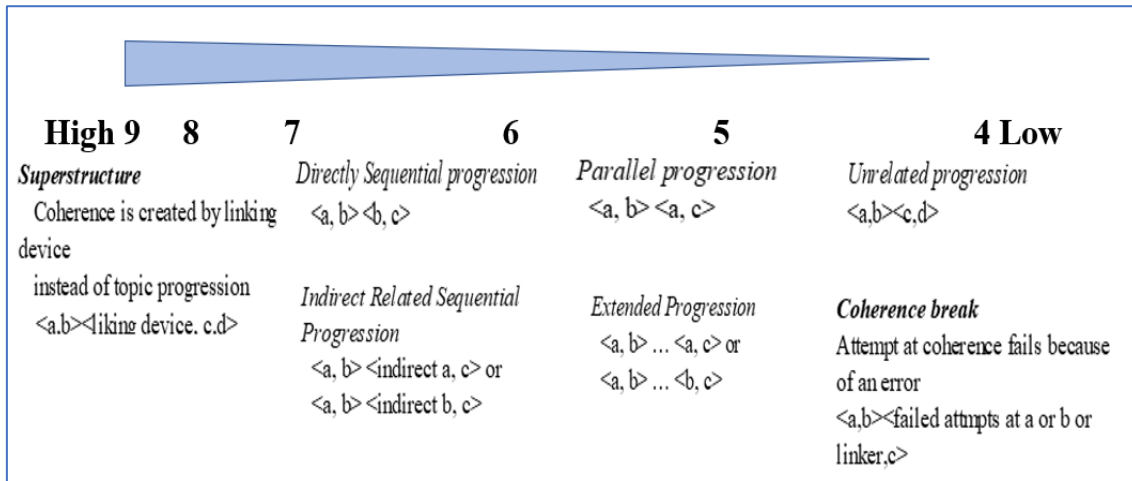 High 9 8 7 6 5 4 Low
Superstructure
Coherence is created by linking
device
instead of topic progression
<a.b><liking device. c.d>
Directly Sequential progression
<a, b> <b, c>
Indirect Related Sequential
Progression
<a, b> <indirect a, c> or
<a, b> <indirect b, c>
Parallel progression
<a, b> <a, c>
Extended Progression
<a, b> ... <a, c> or
<a, b> ... <b, c>
Unrelated progression
<a,b><c,d>
Coherence break
Attempt at coherence fails because
of an error
<a,b><failed attmpts at a or b or
linker,c>